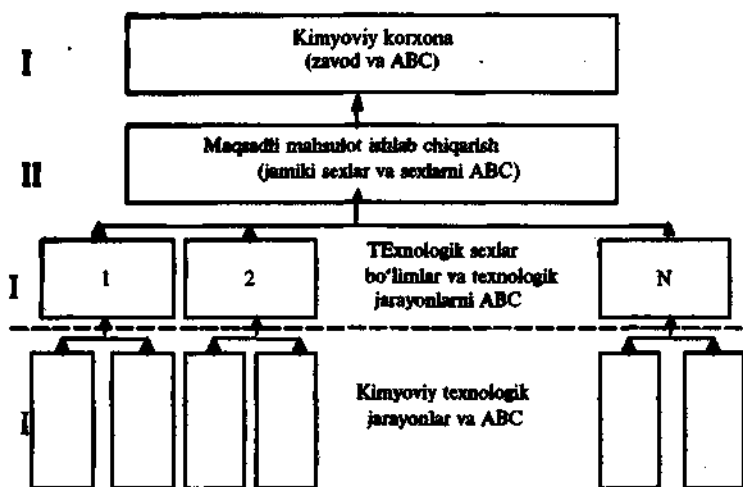 I
Kimyoviy korxona
(zavod va ABC)
II
Maqsadli mahsulot ishlab chiqarish
(jamiki sexlar va sexlarni ABC)
I
1
2
TExnologik sexlar
bo'limlar va texnologik
jarayonlarni ABC
N
I
Kimyoviy texnologik
jarayonlar va ABC